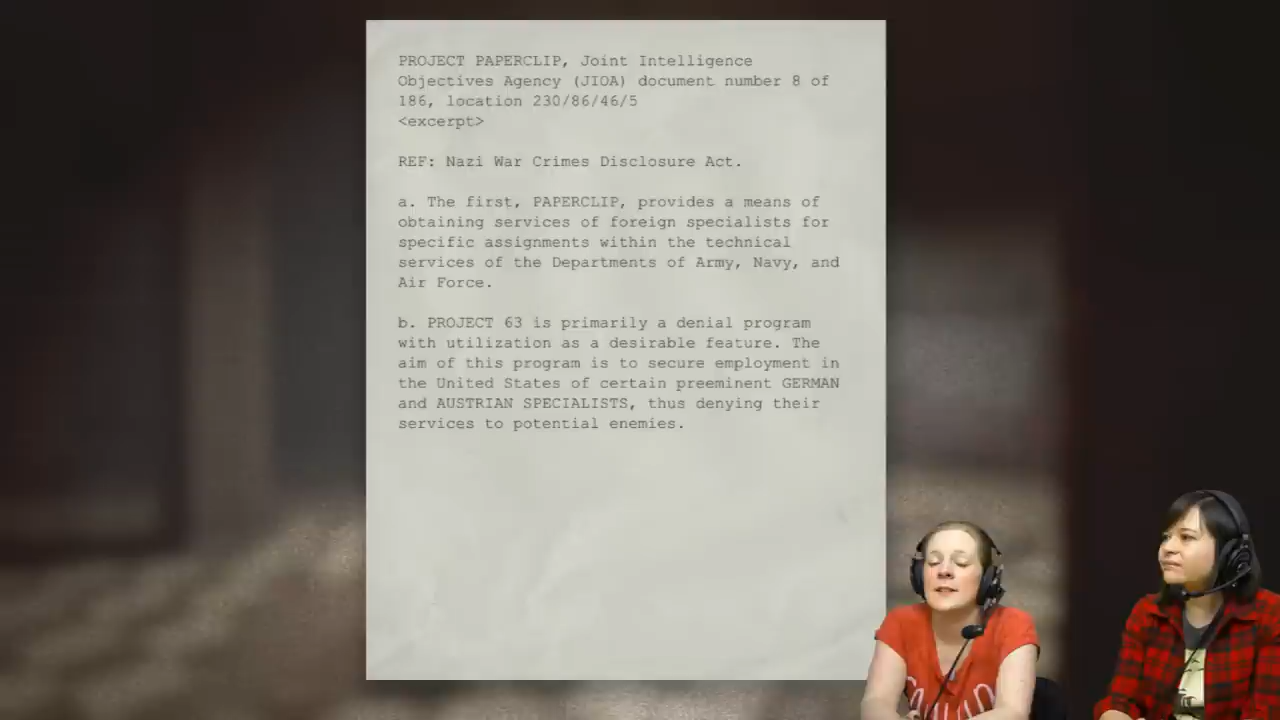 PROJECT PAPERCLIP, Joint Intelligence
Objectives Agency (JIOA) document number 8 of
186, location 230/86/46/5
<excerpt>
REF: Nazi War Crimes Disclosure Act.
a. The first, PAPERCLIP, provides a means of
obtaining services of foreign specialists for
specific assignments within the technical
services of the Departments of Army, Navy, and
Air Force.
b. PROJECT 63 is primarily a denial program
with utilization as a desirable feature. The
aim of this program is to secure employment in
the United States of certain preeminent GERMAN
and AUSTRIAN SPECIALISTS, thus denying their
services to potential enemies.